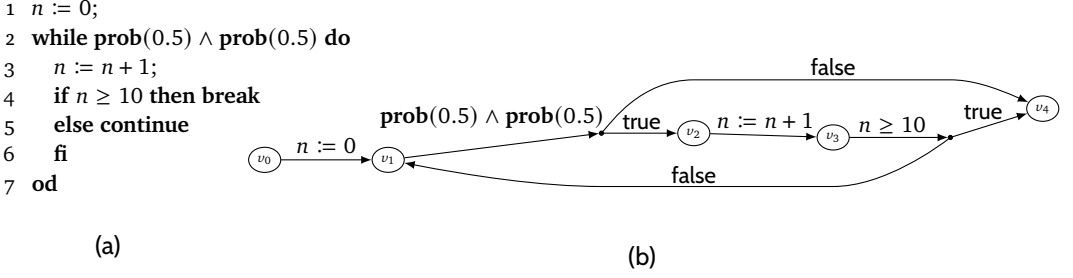 1 n := 0;
2 while prob(0.5) ∧ prob(0.5) do
3 n := n + 1;
4 if n ≥ 10 then break
5 else continue
6 fi
7 od
(a)
false
prob(0.5) ∧ prob(0.5)
true
v₂
n := n + 1
v₃
n ≥ 10
true
v₄
v₀
n := 0
v₁
false
(b)